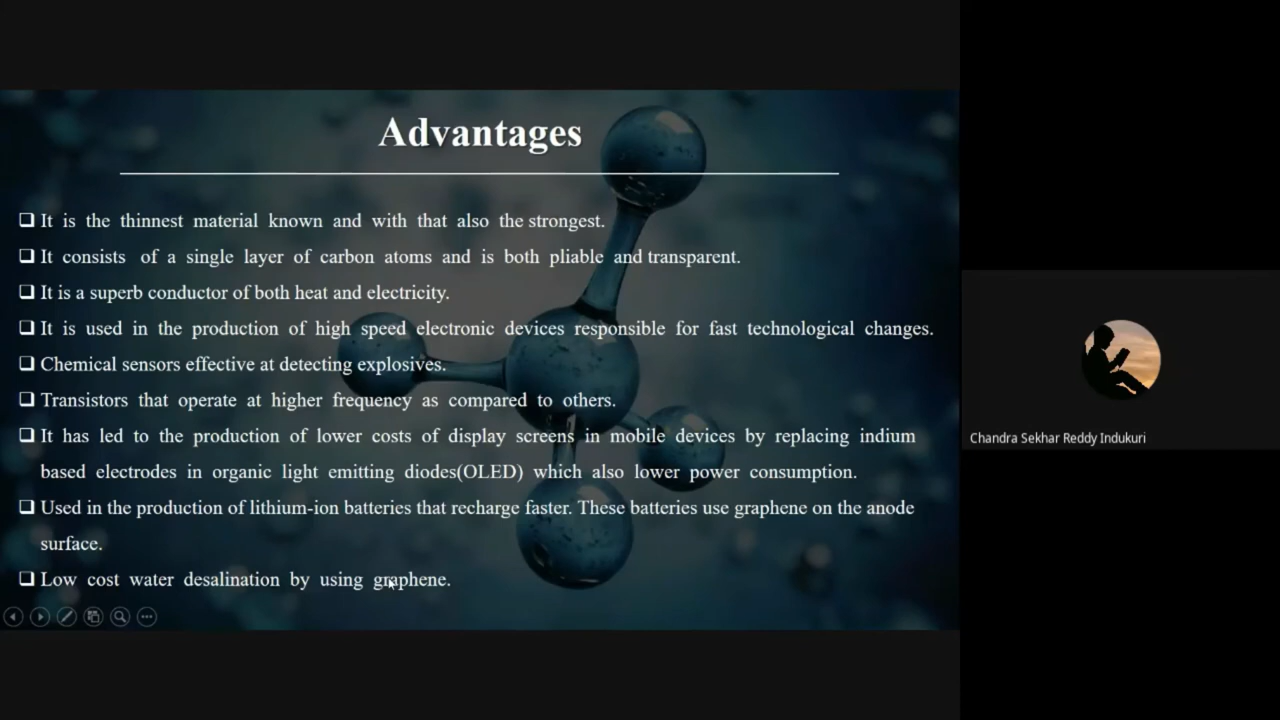 Advantages
It is the thinnest material known and with that also the strongest.
It consists of a single layer of carbon atoms and is both pliable and transparent.
It is a superb conductor of both heat and electricity.
It is used in the production of high speed electronic devices responsible for fast technological changes.
Chemical sensors effective at detecting explosives.
Transistors that operate at higher frequency as compared to others.
It has led to the production of lower costs of display screens in mobile devices by replacing indium
based electrodes in organic light emitting diodes(OLED) which also lower power consumption.
Used in the production of lithium-ion batteries that recharge faster. These batteries use graphene on the anode
surface.
Low cost water desalination by using graphene.
Chandra Sekhar Reddy Indukuri